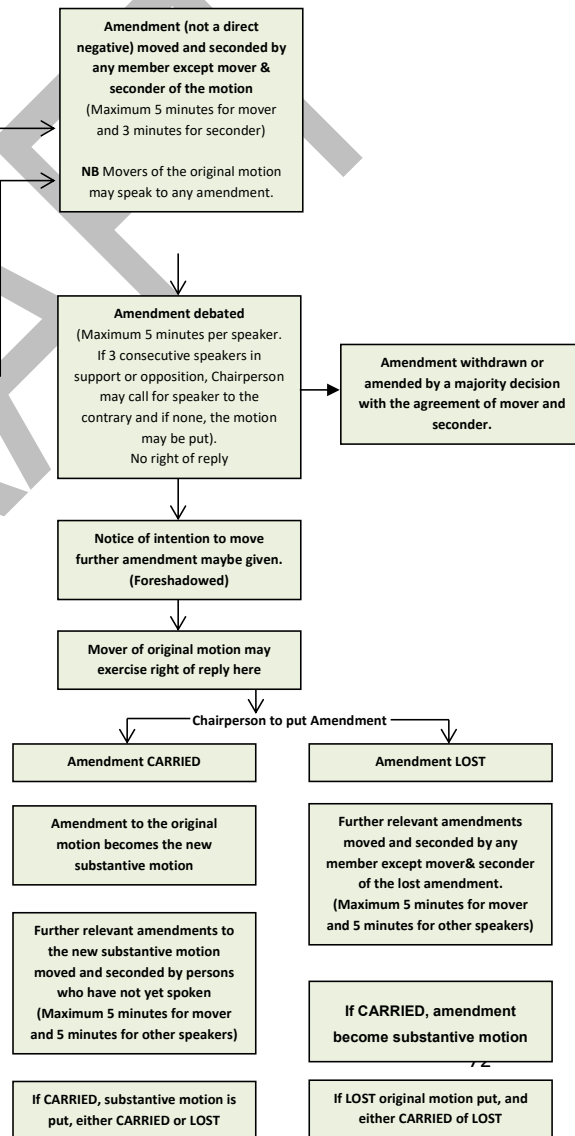 Amendment (not a direct
negative) moved and seconded by
any member except mover &
seconder of the motion
(Maximum 5 minutes for mover
and 3 minutes for seconder)
NB Movers of the original motion
may speak to any amendment.
Amendment debated
(Maximum 5 minutes per speaker.
If 3 consecutive speakers in
support or opposition, Chairperson
may call for speaker to the
contrary and if none, the motion
may be put).
No right of reply
Amendment withdrawn or
amended by a majority decision
with the agreement of mover and
seconder.
Notice of intention to move
further amendment maybe given.
(Foreshadowed)
Mover of original motion may
exercise right of reply here
Chairperson to put Amendment
Amendment CARRIED
Amendment LOST
Amendment to the original
motion becomes the new
substantive motion
Further relevant amendments
moved and seconded by any
member except mover& seconder
of the lost amendment.
(Maximum 5 minutes for mover
and 5 minutes for other speakers)
Further relevant amendments to
the new substantive motion
moved and seconded by persons
who have not yet spoken
(Maximum 5 minutes for mover
and 5 minutes for other speakers)
If CARRIED, amendment
become substantive motion
If CARRIED, substantive motion is
put, either CARRIED or LOST
If LOST original motion put, and
either CARRIED of LOST